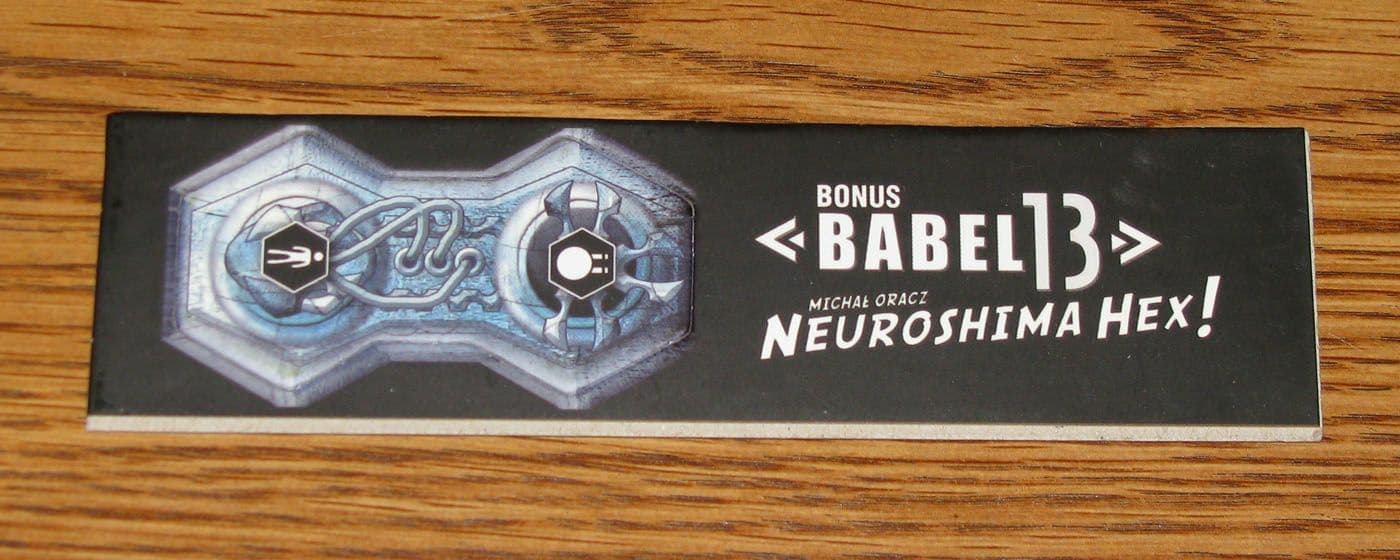 BONUS
<BABEL13>
MICHAŁ ORACZ
NEUROSHIMA HEX!